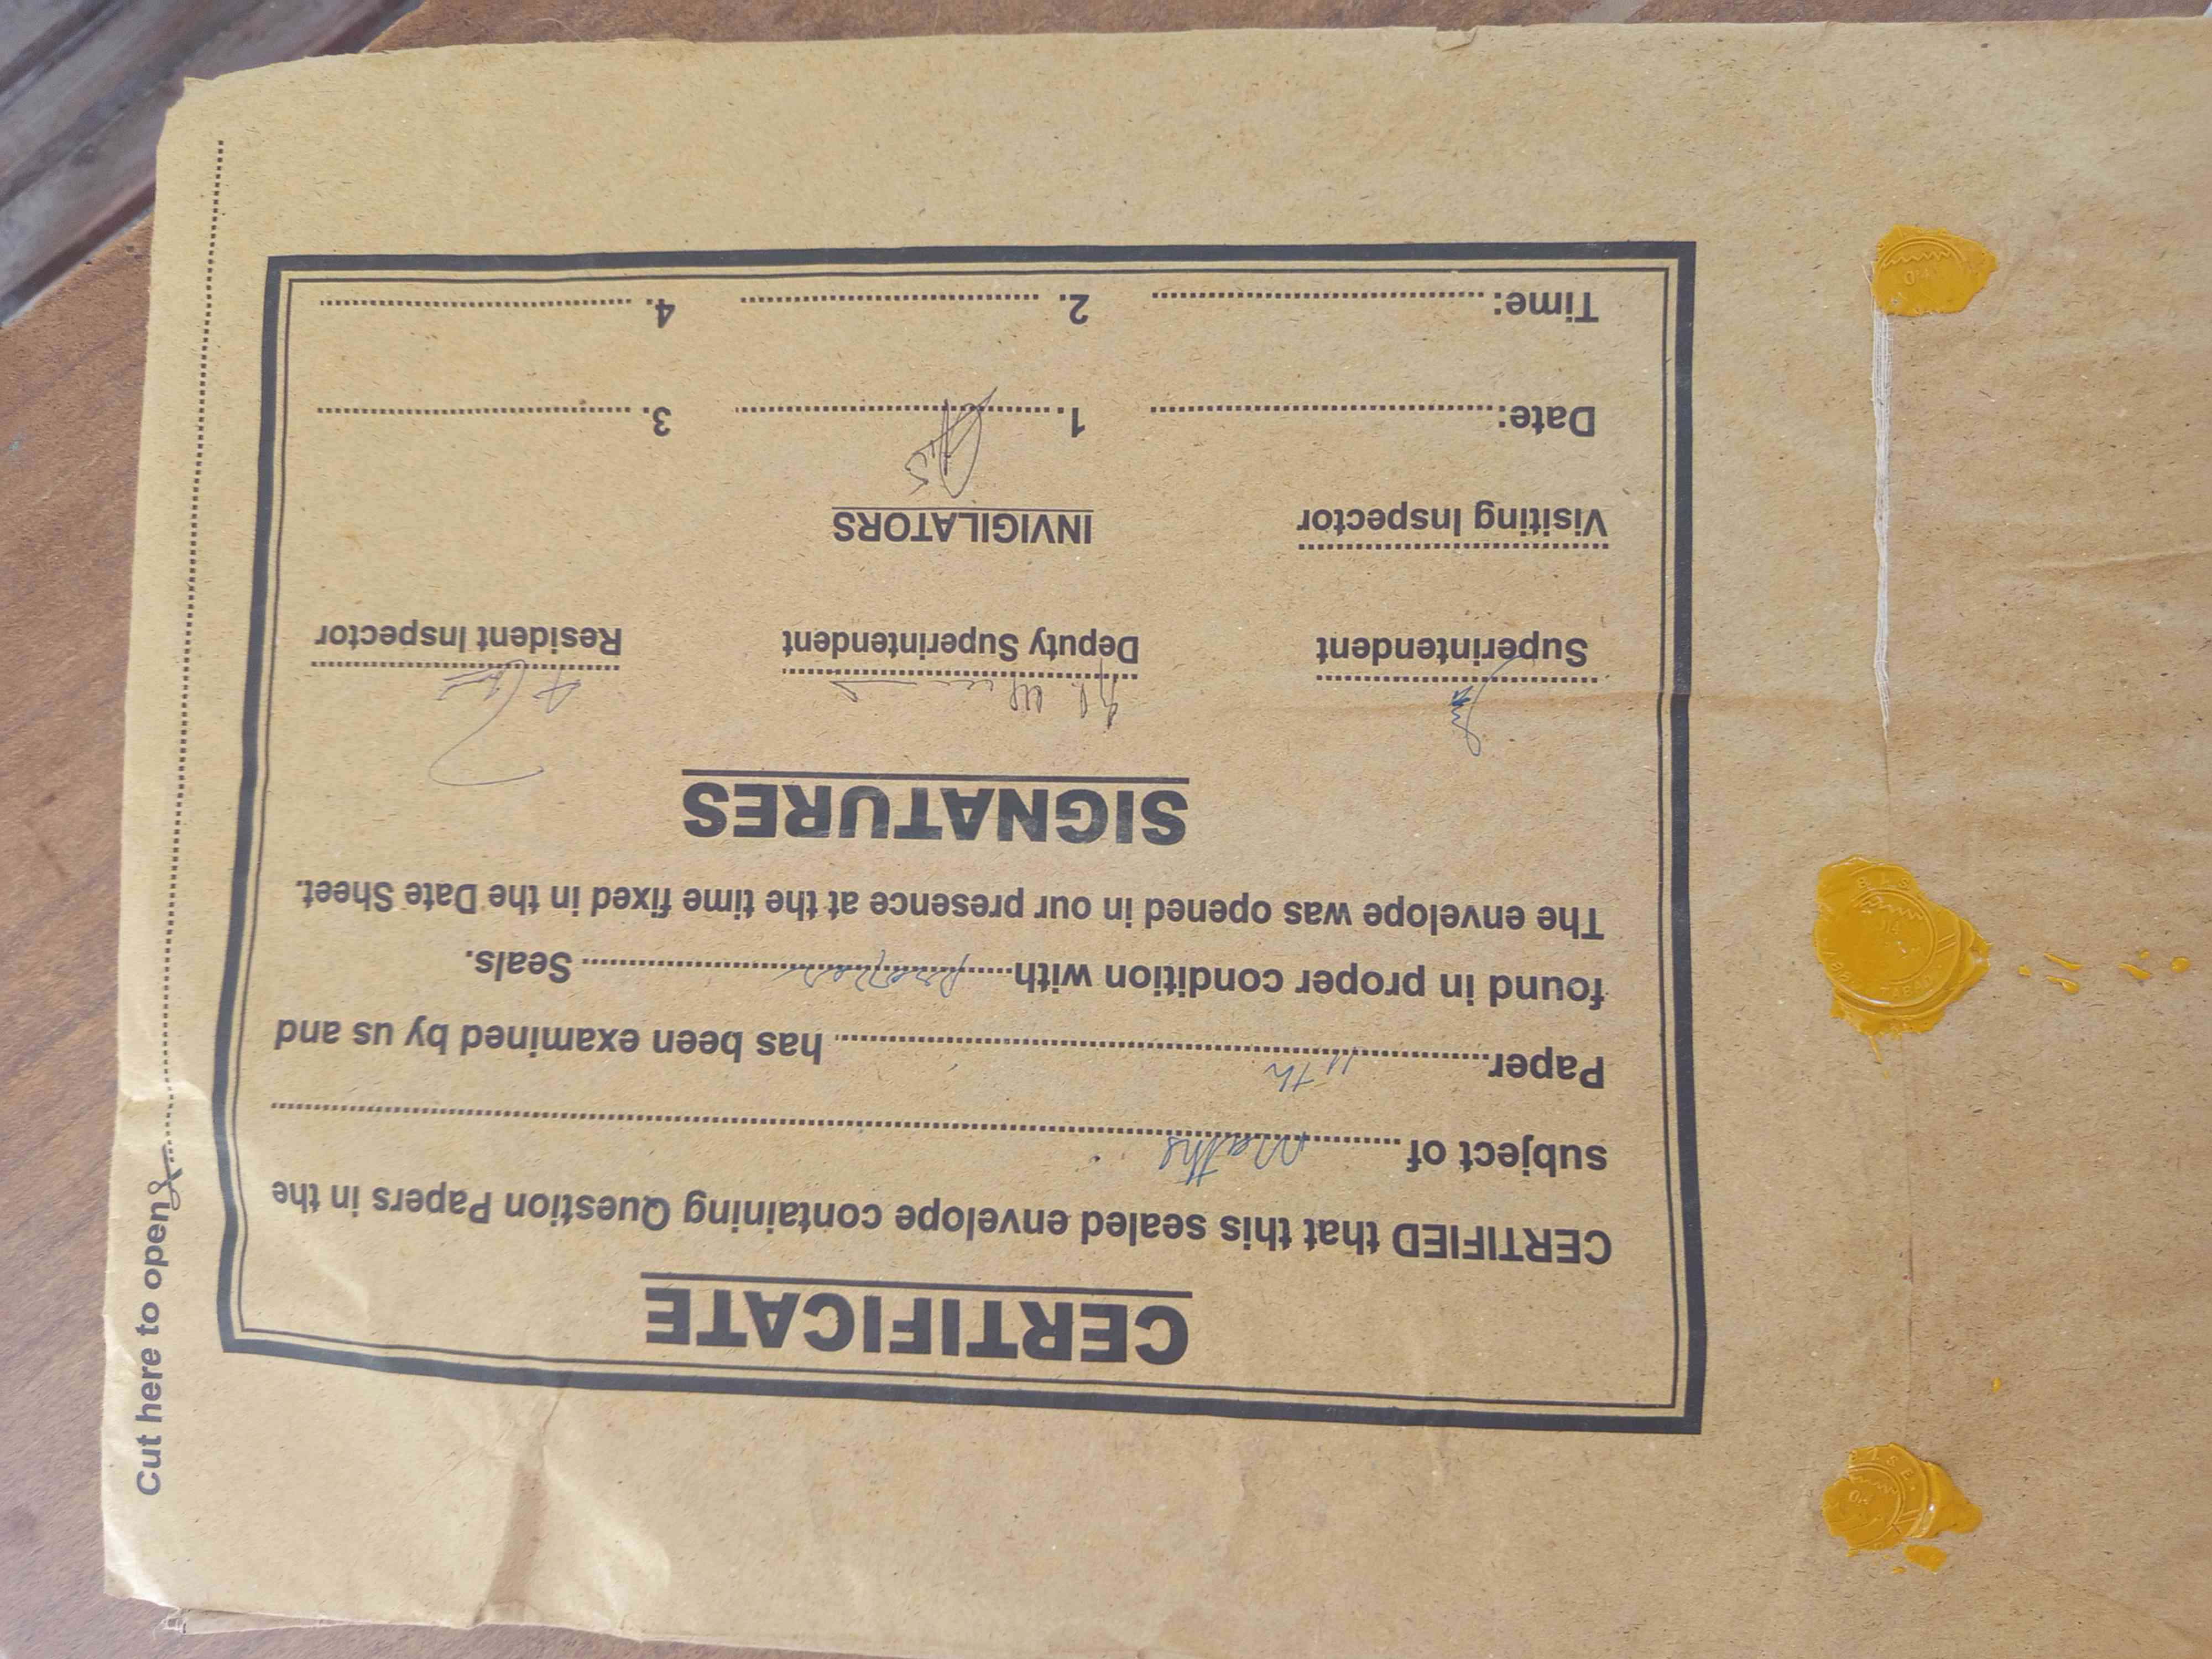 CERTIFICATE
CERTIFIED that this sealed envelope containing Question Papers in the
subject of Maths
Paper 11th has been examined by us and
found in proper condition with proper Seals.
The envelope was opened in our presence at the time fixed in the Date Sheet.
SIGNATURES
Superintendent Deputy Superintendent Resident Inspector
Visiting Inspector INVIGILATORS
Date: 1. 3.
Time: 2. 4.
Cut here to open